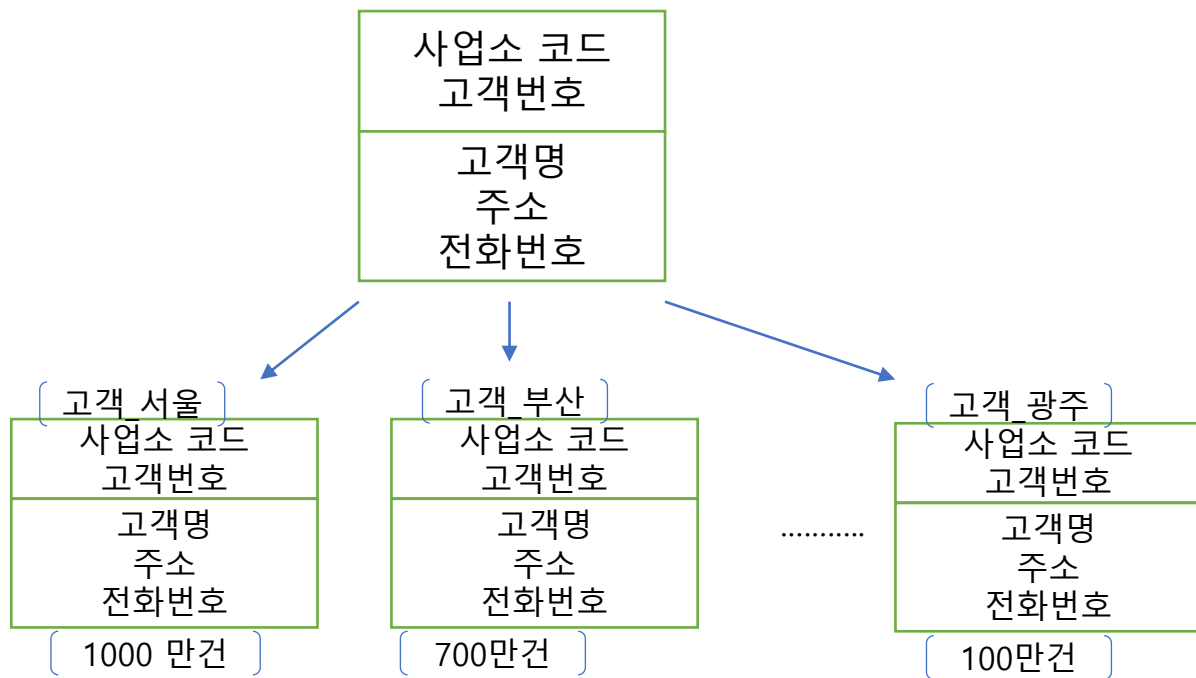 사업소 코드
고객번호
고객명
주소
전화번호
고객_서울
사업소 코드
고객번호
고객명
주소
전화번호
1000 만건
고객_부산
사업소 코드
고객번호
고객명
주소
전화번호
700만건
...........
고객_광주
사업소 코드
고객번호
고객명
주소
전화번호
100만건